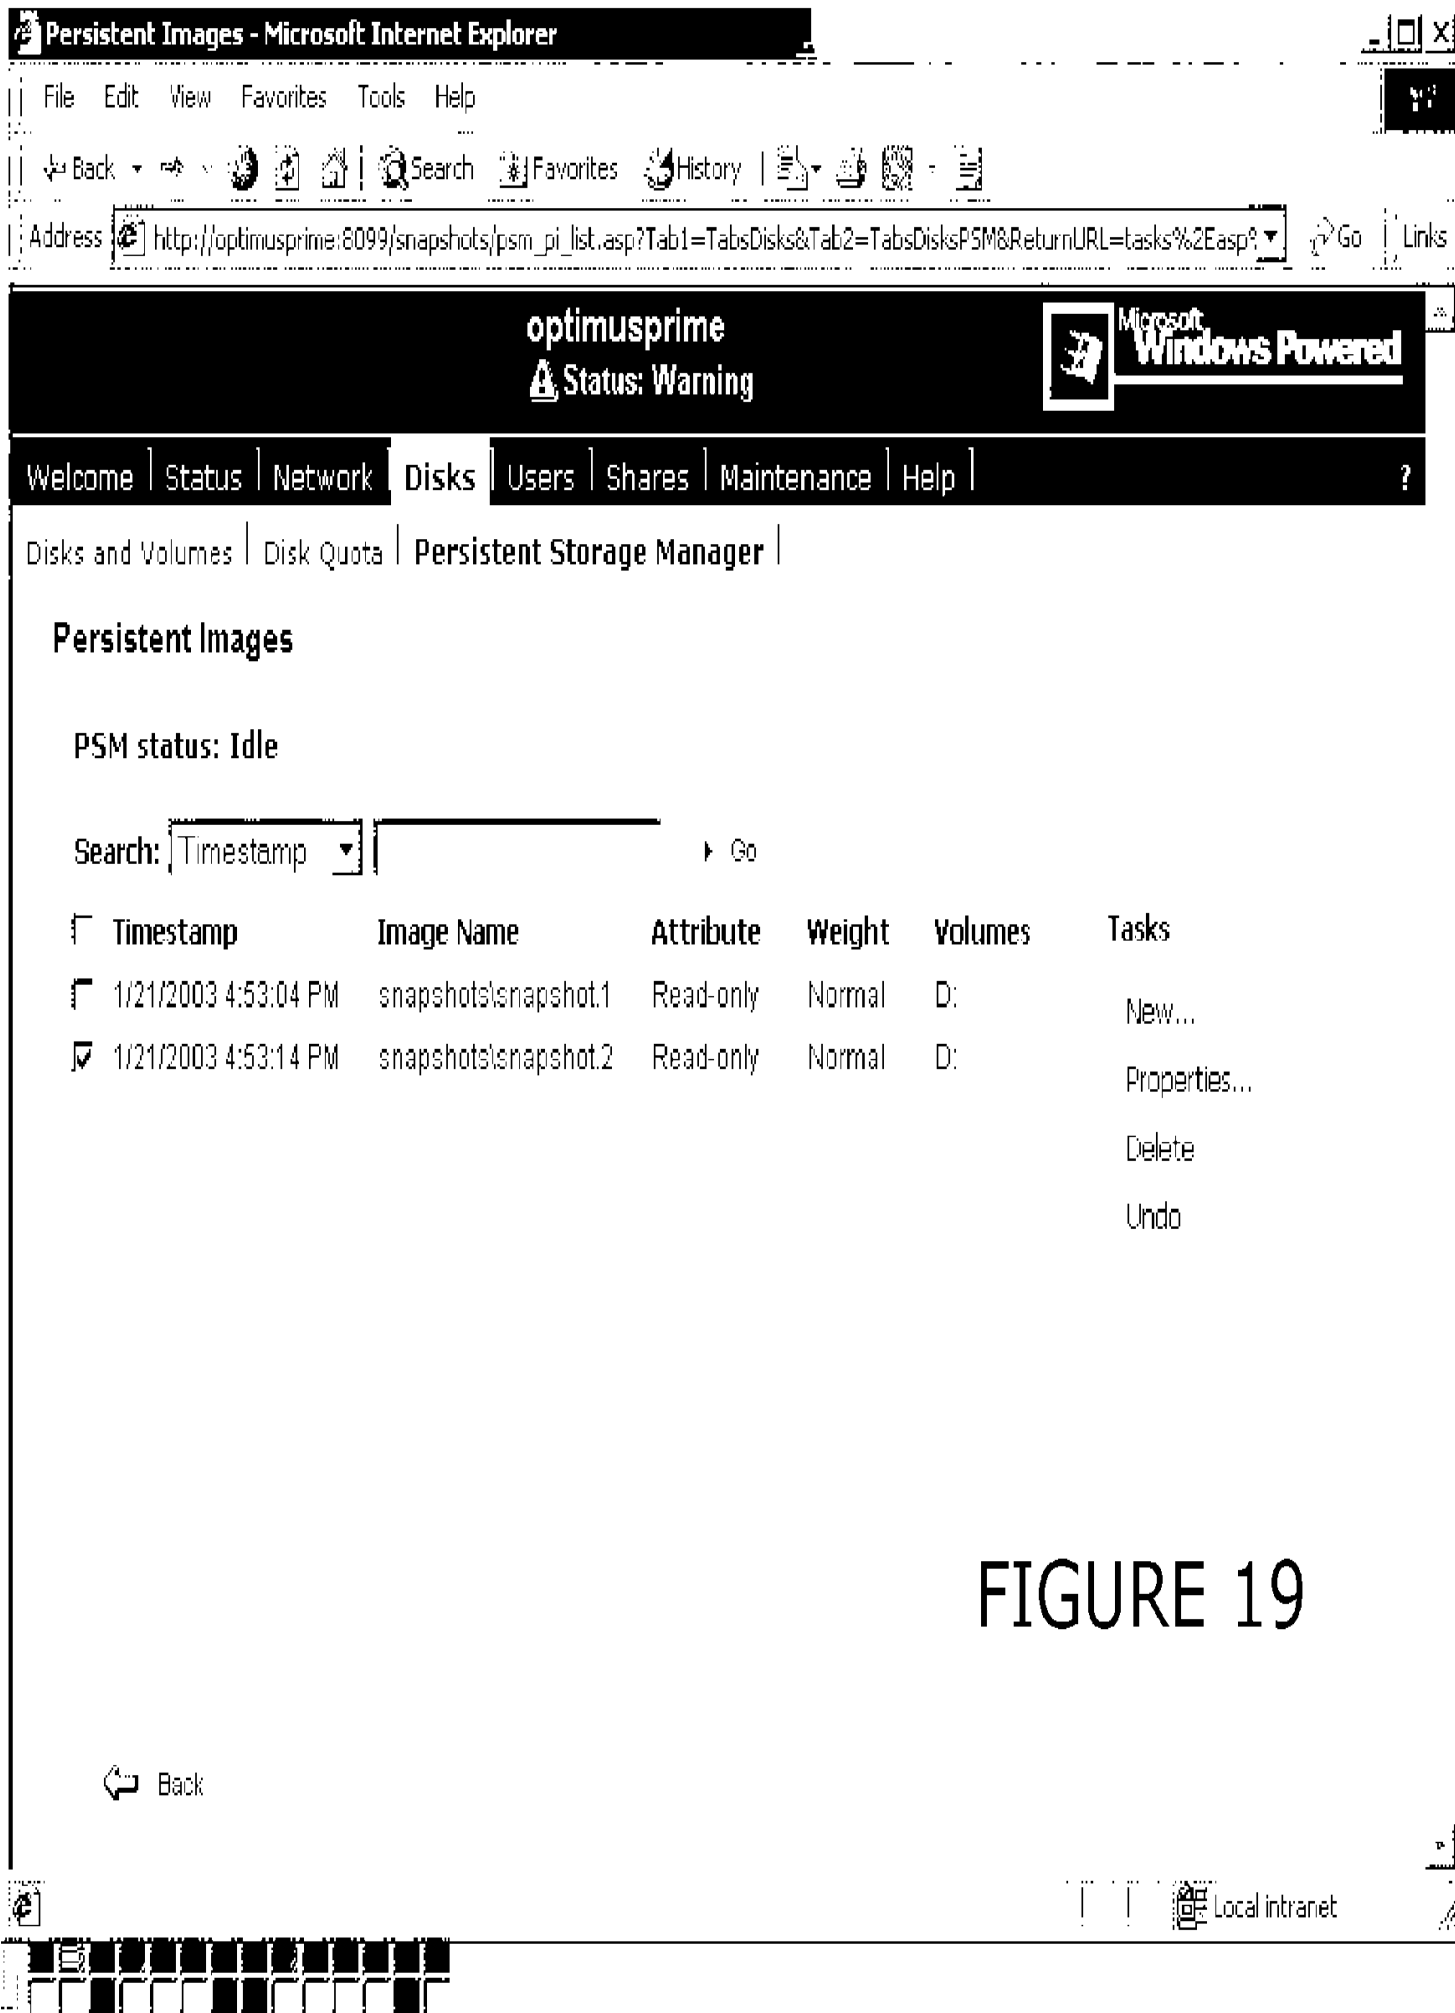 Persistent Images - Microsoft Internet Explorer
File Edit View Favorites Tools Help
Back Search Favorites History
Address http://optimusprime:8099/snapshots/psm_pi_list.asp?Tab1=TabsDisks&Tab2=TabsDisksPSM&ReturnURL=tasks%2Easp% Go Links
optimusprime
Status: Warning
Microsoft
Windows Powered
Welcome Status Network Disks Users Shares Maintenance Help ?
Disks and Volumes Disk Quota Persistent Storage Manager
Persistent Images
PSM status: Idle
Search: Timestamp Go
Timestamp Image Name Attribute Weight Volumes Tasks
1/21/2003 4:53:04 PM snapshots\snapshot.1 Read-only Normal D:
New...
1/21/2003 4:53:14 PM snapshots\snapshot.2 Read-only Normal D:
Properties...
Delete
Undo
FIGURE 19
Back
Local intranet